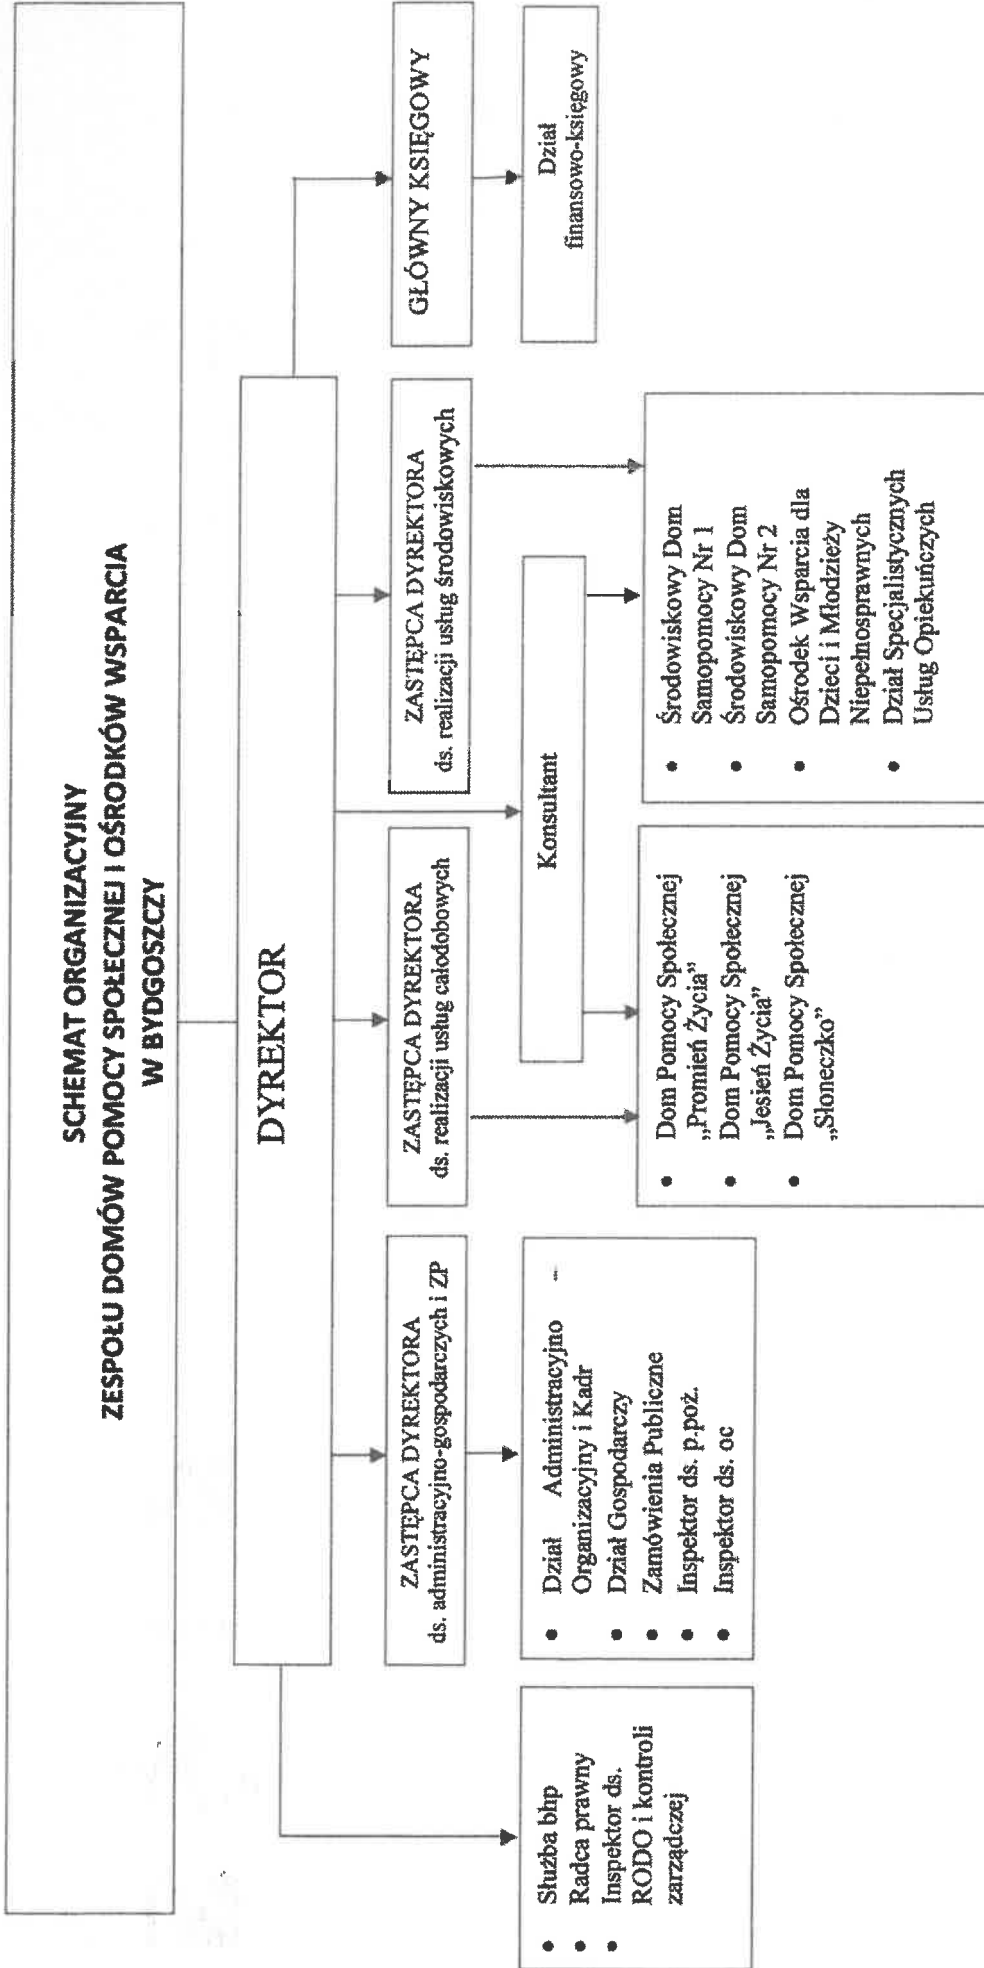 SCHEMAT ORGANIZACYJNY
ZESPOŁU DOMÓW POMOCY SPOŁECZNEJ I OŚRODKÓW WSPARCIA
W BYDGOSZCZY
DYREKTOR
ZASTĘPCA DYREKTORA
ds. administracyjno-gospodarczych i ZP
ZASTĘPCA DYREKTORA
ds. realizacji usług całodobowych
ZASTĘPCA DYREKTORA
ds. realizacji usług środowiskowych
GŁÓWNY KSIĘGOWY
• Służba bhp
• Radca prawny
• Inspektor ds.
RODO i kontroli
zarządczej
• Dział Administracyjno –
Organizacyjny i Kadr
• Dział Gospodarczy
• Zamówienia Publiczne
• Inspektor ds. p.poż.
• Inspektor ds. oc
Konsultant
Dział
finansowo-księgowy
• Dom Pomocy Społecznej
„Promień Życia”
• Dom Pomocy Społecznej
„Jesień Życia”
• Dom Pomocy Społecznej
„Słoneczko”
• Środowiskowy Dom
Samopomocy Nr 1
• Środowiskowy Dom
Samopomocy Nr 2
• Ośrodek Wsparcia dla
Dzieci i Młodzieży
Niepełnosprawnych
• Dział Specjalistycznych
Usług Opiekuńczych